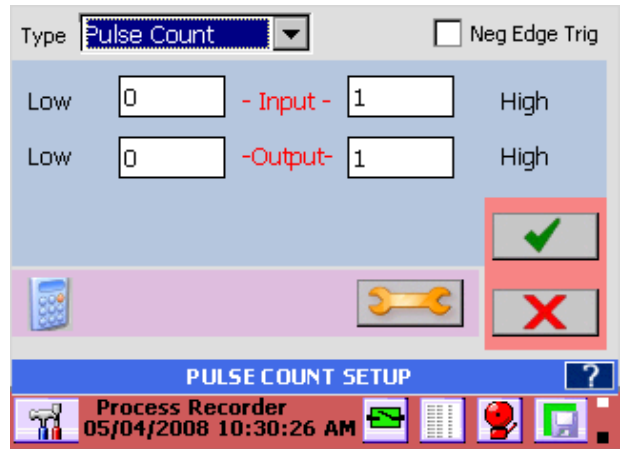 Type Pulse Count Neg Edge Trig
Low 0 - Input - 1 High
Low 0 -Output- 1 High
PULSE COUNT SETUP ?
Process Recorder
05/04/2008 10:30:26 AM